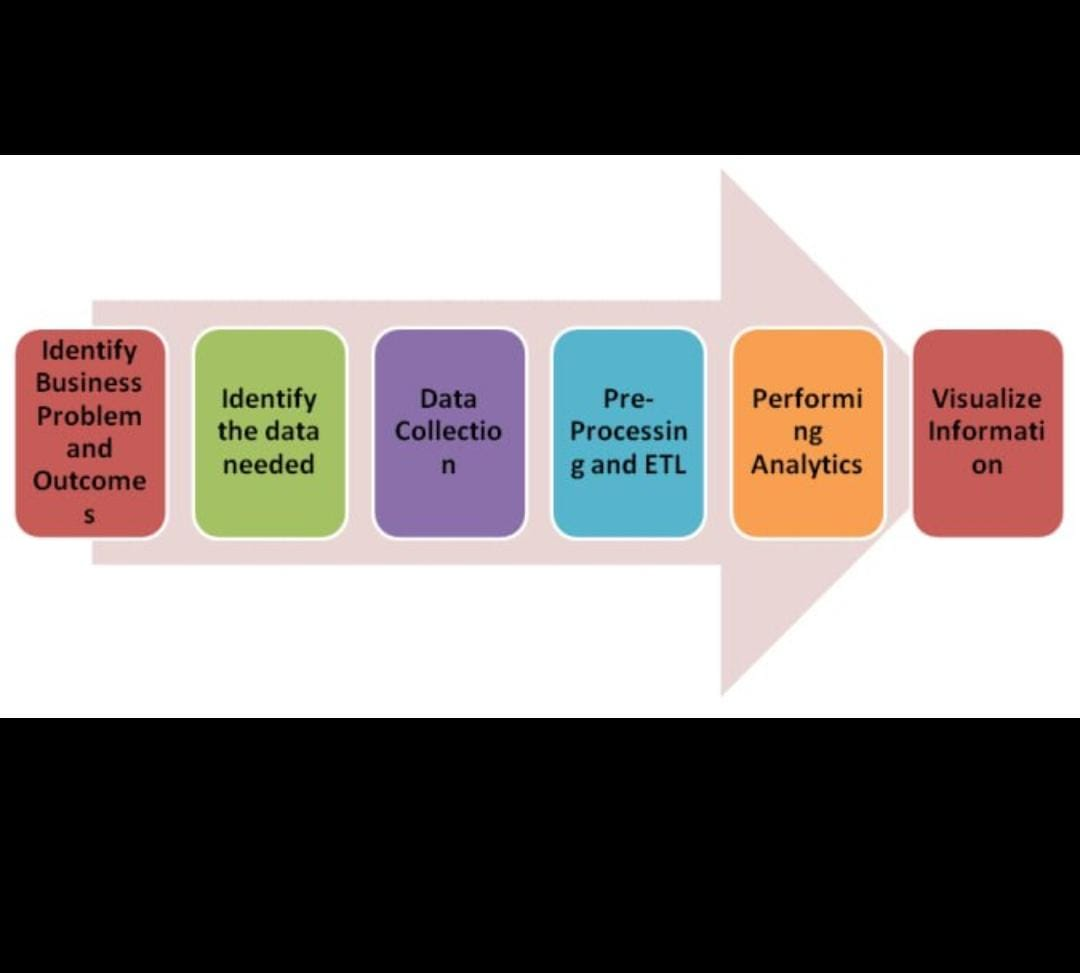 Identify
Business
Problem
and
Outcome
s
Identify
the data
needed
Data
Collectio
n
Pre-
Processin
g and ETL
Performi
ng
Analytics
Visualize
Informati
on